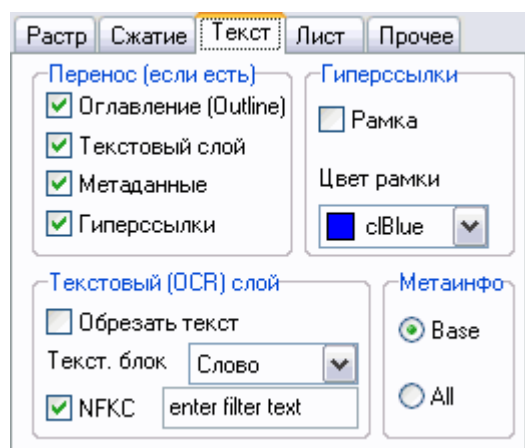 Растр Сжатие Текст Лист Прочее
Перенос (если есть)
Оглавление (Outline)
Текстовый слой
Метаданные
Гиперссылки
Гиперссылки
Рамка
Цвет рамки
clBlue
Текстовый (OCR) слой
Обрезать текст
Текст. блок Слово
NFKC enter filter text
Метаинфо
Base
All